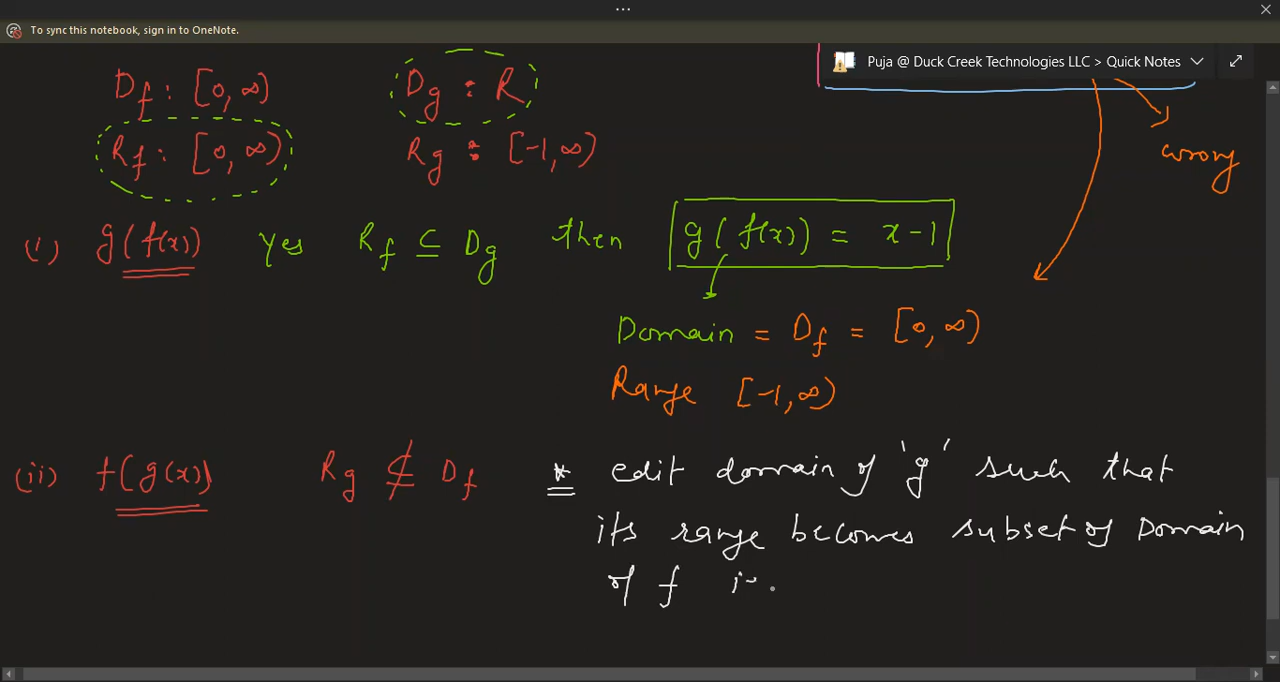 To sync this notebook, sign in to OneNote.
Puja @ Duck Creek Technologies LLC > Quick Notes
Df : [0, ∞) Dg : R
Rf : [0, ∞) Rg : [-1, ∞) wrong
(i) g(f(x)) Yes Rf ⊆ Dg then g(f(x)) = x-1
Domain = Df = [0, ∞)
Range [-1, ∞)
(ii) f(g(x)) Rg ⊈ Df * edit domain of 'g' such that
its range becomes subset of Domain
of f